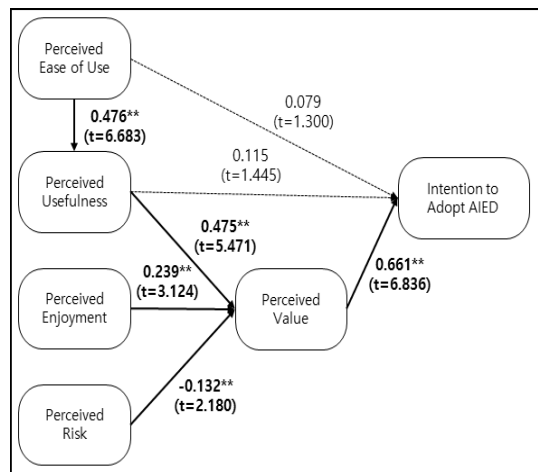 Perceived
Ease of Use
0.476**
(t=6.683)
0.079
(t=1.300)
0.115
(t=1.445)
Perceived
Usefulness
Intention to
Adopt AIED
0.475**
(t=5.471)
0.239**
(t=3.124)
0.661**
(t=6.836)
Perceived
Enjoyment
Perceived
Value
-0.132**
(t=2.180)
Perceived
Risk